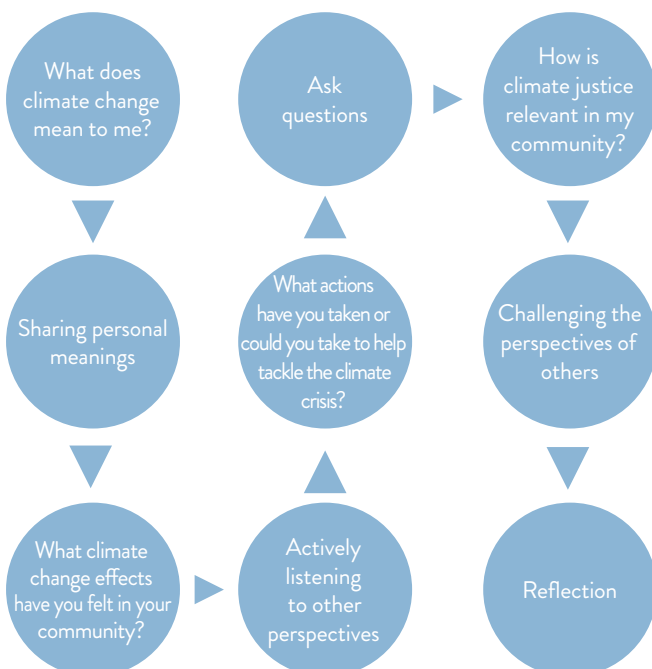 What does
climate change
mean to me?
Sharing personal
meanings
What climate
change effects
have you felt in your
community?
Actively
listening
to other
perspectives
What actions
have you taken or
could you take to help
tackle the climate
crisis?
Ask
questions
How is
climate justice
relevant in my
community?
Challenging the
perspectives of
others
Reflection